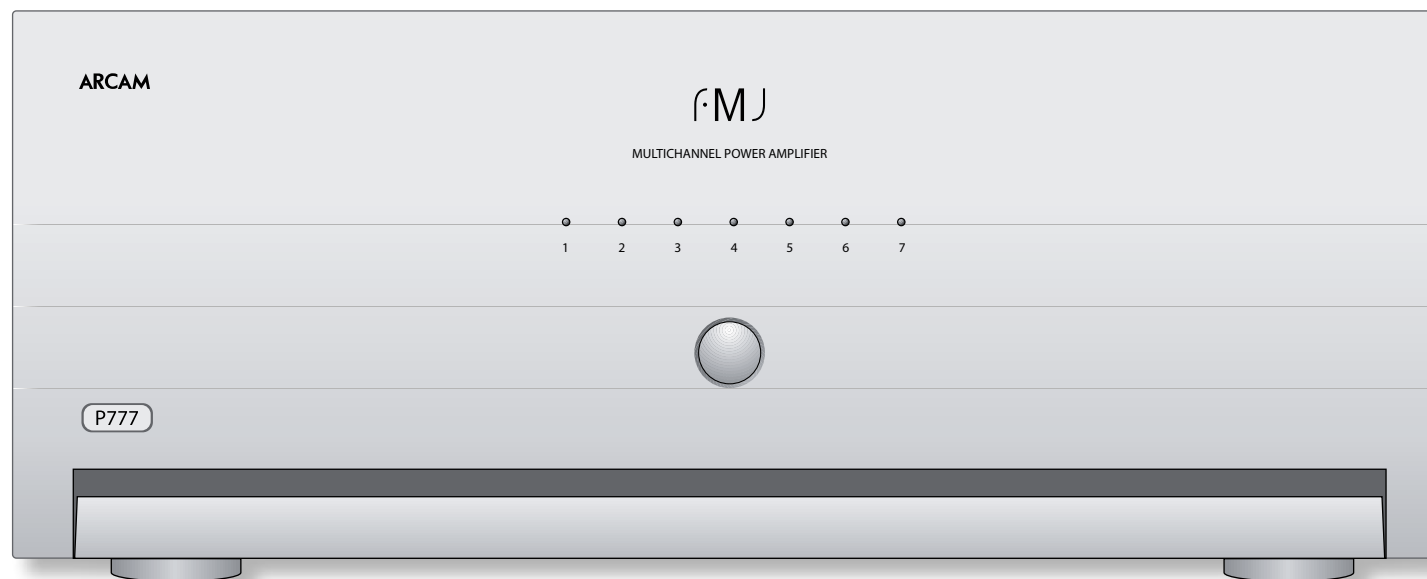 ARCAM
FMJ
MULTICHANNEL POWER AMPLIFIER
1 2 3 4 5 6 7
P777